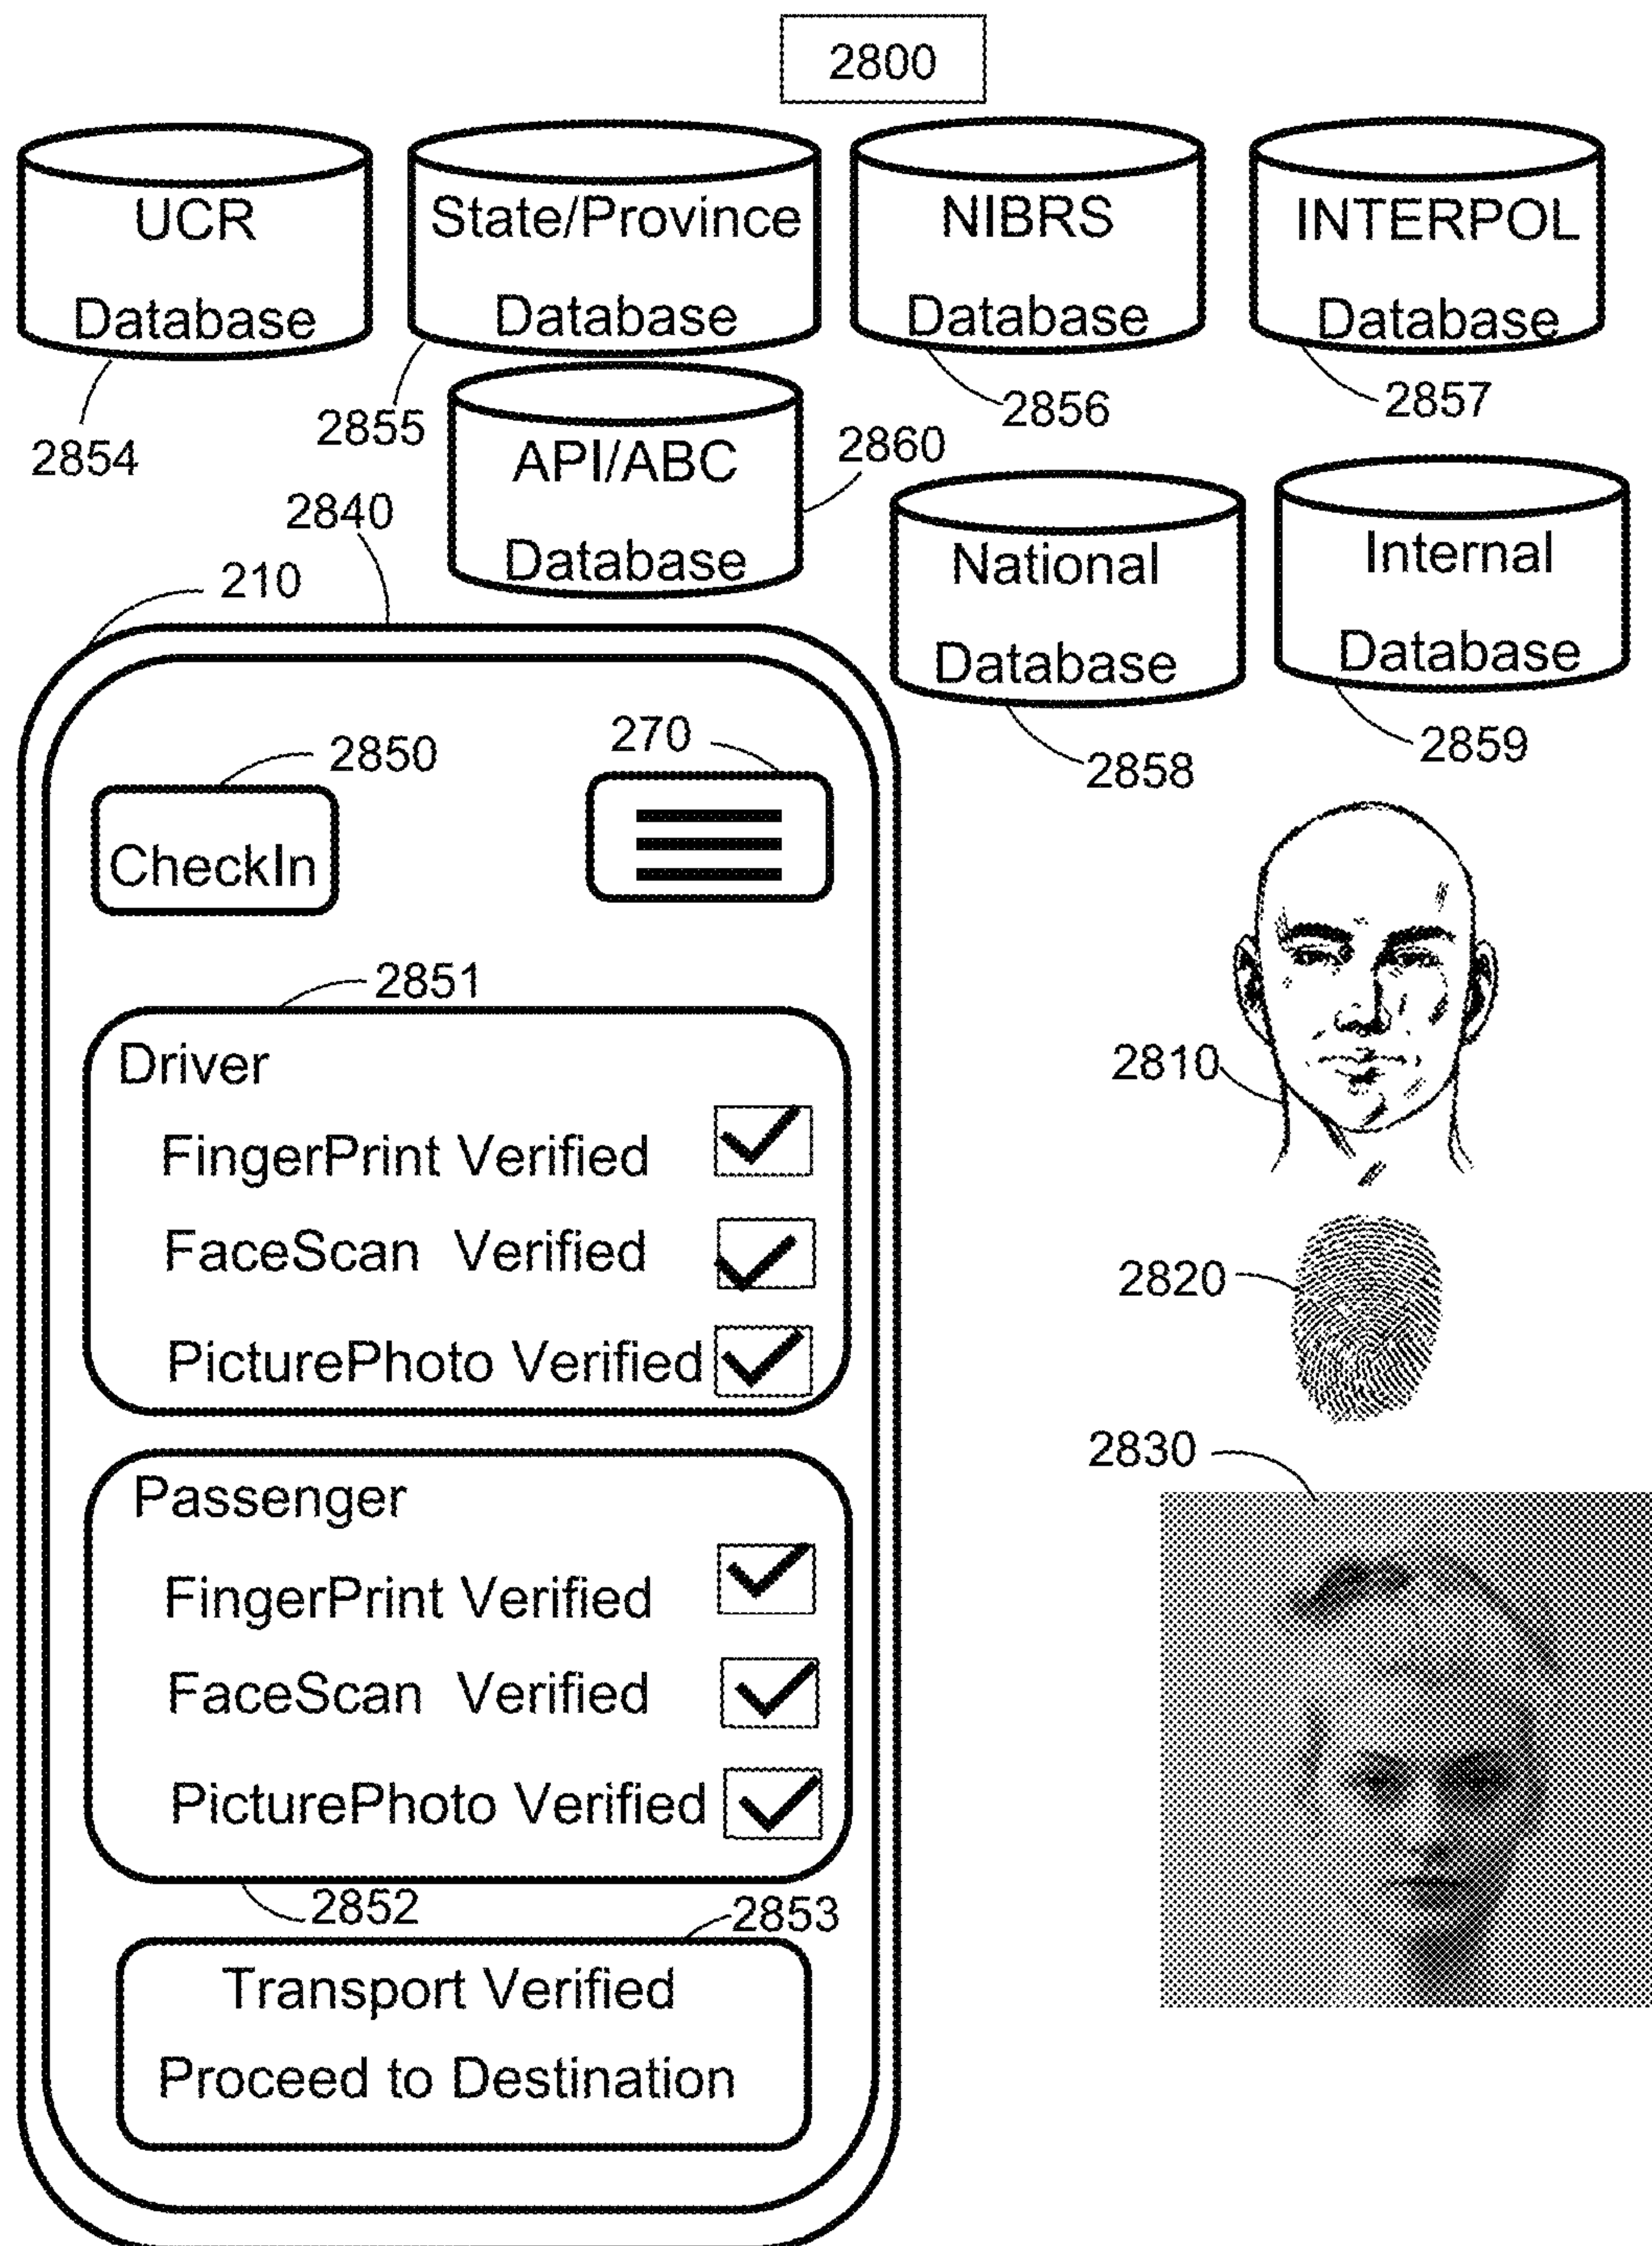 2800
UCR
Database
State/Province
Database
NIBRS
Database
INTERPOL
Database
2854
2855
2856
2857
API/ABC
Database
2860
National
Database
Internal
Database
2858
2859
2840
210
2850
270
CheckIn
2851
Driver
FingerPrint Verified
FaceScan Verified
PicturePhoto Verified
Passenger
FingerPrint Verified
FaceScan Verified
PicturePhoto Verified
2852
2853
Transport Verified
Proceed to Destination
2810
2820
2830